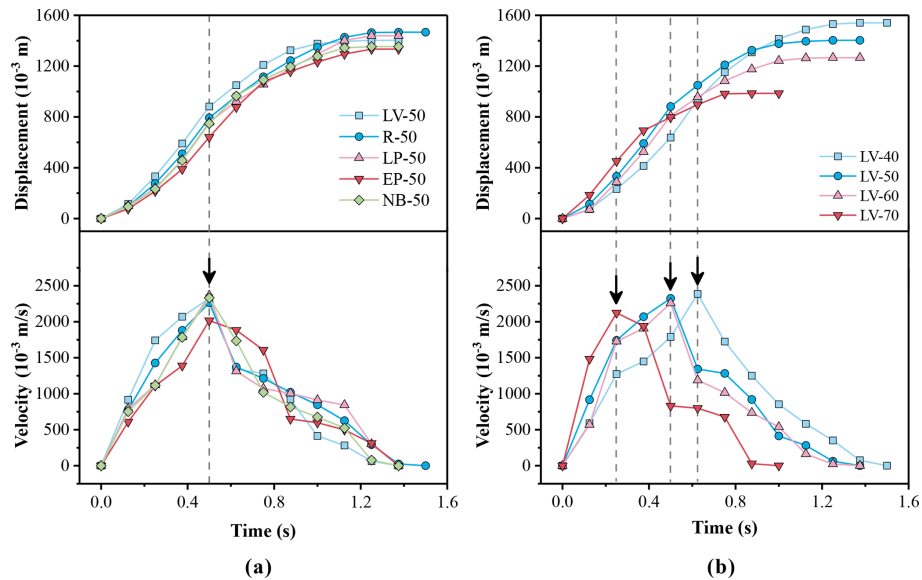 1600
1200
800
400
0
Displacement (10⁻³ m)
LV-50
R-50
LP-50
EP-50
NB-50
2500
2000
1500
1000
500
0
Velocity (10⁻³ m/s)
0.0 0.4 0.8 1.2 1.6
Time (s)
(a)
1600
1200
800
400
0
Displacement (10⁻³ m)
LV-40
LV-50
LV-60
LV-70
2500
2000
1500
1000
500
0
Velocity (10⁻³ m/s)
0.0 0.4 0.8 1.2 1.6
Time (s)
(b)